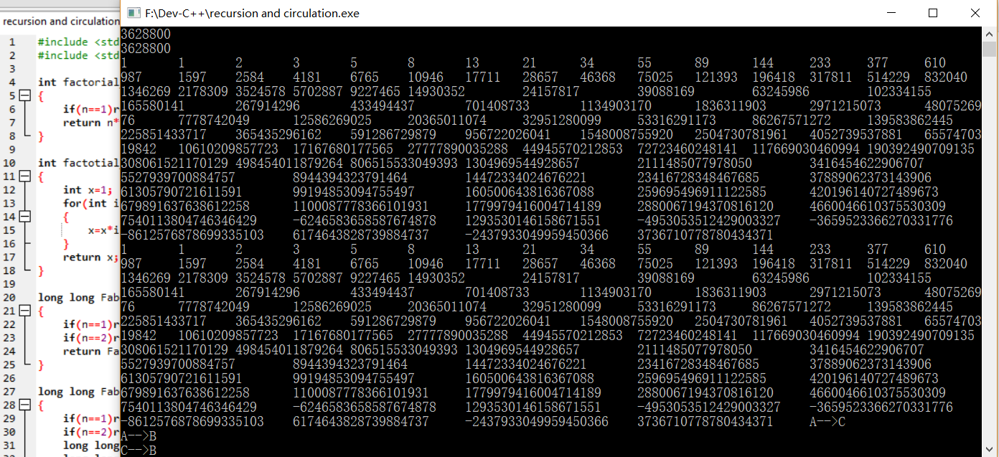 F:\Dev-C++\recursion and circulation.exe
recursion and circulation
1 #include <std
2 #include <std
3
4 int factorial
5 {
6 if(n==1)r
7 return n*
8 }
9
10 int factotial
11 {
12 int x=1;
13 for(int i
14 {
15 x=x*i
16 }
17 return x;
18 }
19
20 long long Fab
21 {
22 if(n==1)r
23 if(n==2)r
24 return Fa
25 }
26
27 long long Fab
28 {
29 if(n==1)r
30 if(n==2)r
31 long long
3628800
3628800
1 1 2 3 5 8 13 21 34 55 89 144 233 377 610
987 1597 2584 4181 6765 10946 17711 28657 46368 75025 121393 196418 317811 514229 832040
1346269 2178309 3524578 5702887 9227465 14930352 24157817 39088169 63245986 102334155
165580141 267914296 433494437 701408733 1134903170 1836311903 2971215073 48075269
76 7778742049 12586269025 20365011074 32951280099 53316291173 86267571272 139583862445
225851433717 365435296162 591286729879 956722026041 1548008755920 2504730781961 4052739537881 65574703
19842 10610209857723 17167680177565 27777890035288 44945570212853 72723460248141 117669030460994 190392490709135
308061521170129 498454011879264 806515533049393 1304969544928657 2111485077978050 3416454622906707
5527939700884757 8944394323791464 14472334024676221 23416728348467685 37889062373143906
61305790721611591 99194853094755497 160500643816367088 259695496911122585 420196140727489673
679891637638612258 1100087778366101931 1779979416004714189 2880067194370816120 4660046610375530309
7540113804746346429 -6246583658587674878 1293530146158671551 -4953053512429003327 -3659523366270331776
-8612576878699335103 6174643828739884737 -2437933049959450366 3736710778780434371
1 1 2 3 5 8 13 21 34 55 89 144 233 377 610
987 1597 2584 4181 6765 10946 17711 28657 46368 75025 121393 196418 317811 514229 832040
1346269 2178309 3524578 5702887 9227465 14930352 24157817 39088169 63245986 102334155
165580141 267914296 433494437 701408733 1134903170 1836311903 2971215073 48075269
76 7778742049 12586269025 20365011074 32951280099 53316291173 86267571272 139583862445
225851433717 365435296162 591286729879 956722026041 1548008755920 2504730781961 4052739537881 65574703
19842 10610209857723 17167680177565 27777890035288 44945570212853 72723460248141 117669030460994 190392490709135
308061521170129 498454011879264 806515533049393 1304969544928657 2111485077978050 3416454622906707
5527939700884757 8944394323791464 14472334024676221 23416728348467685 37889062373143906
61305790721611591 99194853094755497 160500643816367088 259695496911122585 420196140727489673
679891637638612258 1100087778366101931 1779979416004714189 2880067194370816120 4660046610375530309
7540113804746346429 -6246583658587674878 1293530146158671551 -4953053512429003327 -3659523366270331776
-8612576878699335103 6174643828739884737 -2437933049959450366 3736710778780434371 A-->C
A-->B
C-->B